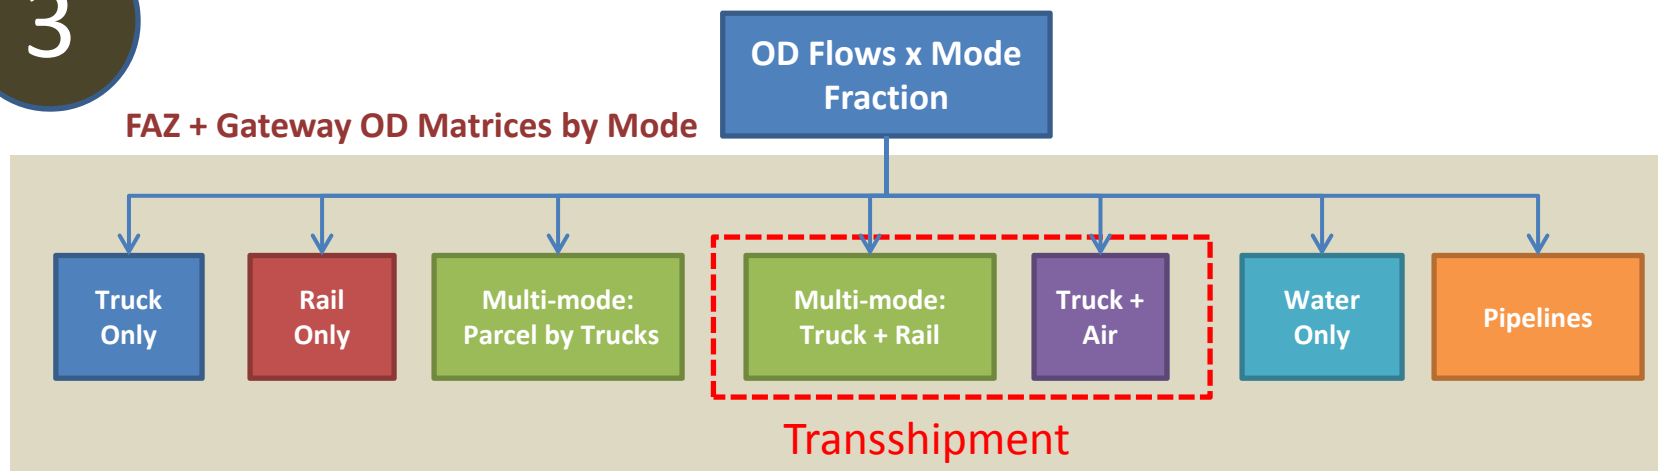 3
OD Flows x Mode
Fraction
FAZ + Gateway OD Matrices by Mode
Truck
Only
Rail
Only
Multi-mode:
Parcel by Trucks
Multi-mode:
Truck + Rail
Truck +
Air
Water
Only
Pipelines
Transshipment